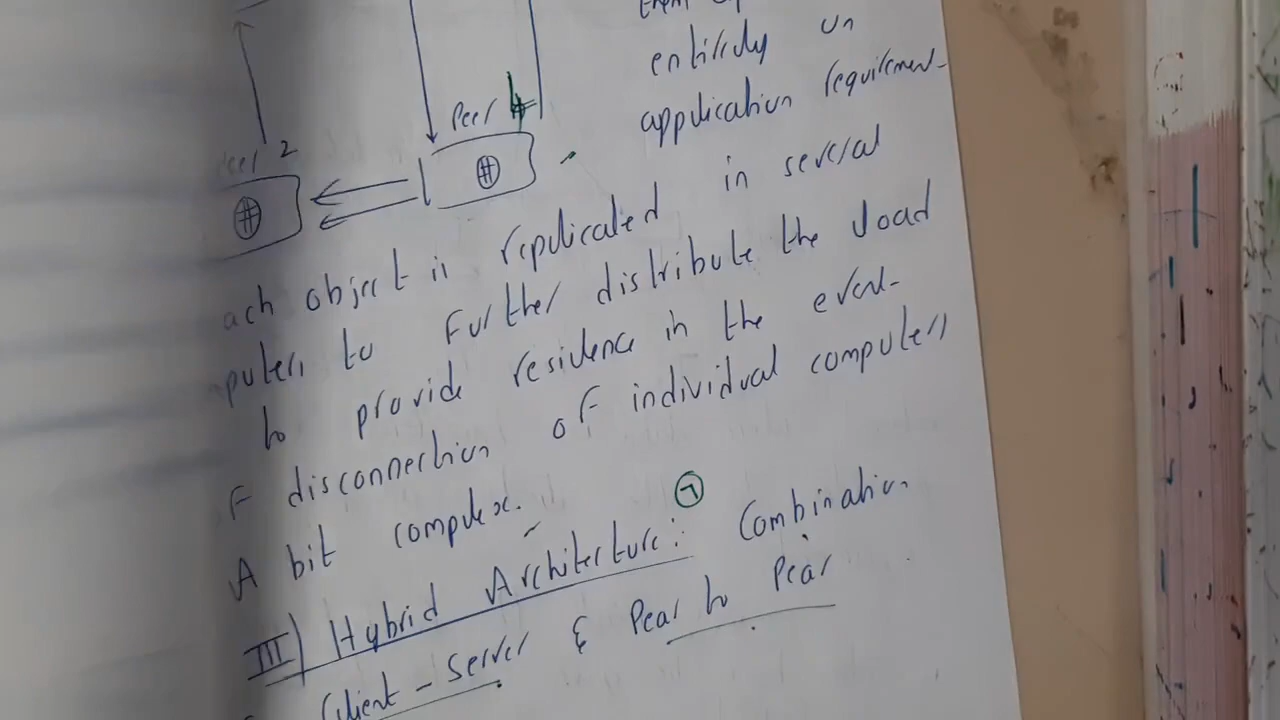 entirely on
application requirement-
Peer 4
Peer 2
ach object is replicated in several
puters to Further distribute the load
to provide residence in the event-
F disconnection of individual computers
A bit complex.
III) Hybrid Architecture: 7 Combination
Client - Server & Pear to Pear